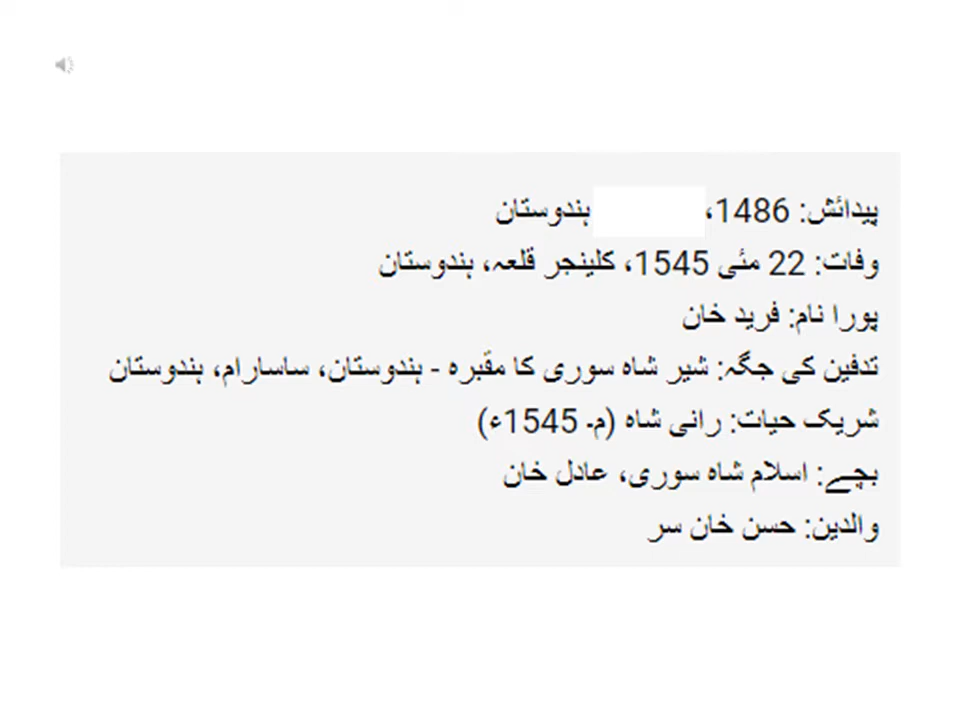 پیدائش: 1486، ہندوستان
وفات: 22 مئی 1545، کلینجر قلعہ، ہندوستان
پورا نام: فرید خان
تدفین کی جگہ: شیر شاہ سوری کا مقبرہ - ہندوستان، ساسارام، ہندوستان
شریک حیات: رانی شاہ (م۔ 1545ء)
بچے: اسلام شاہ سوری، عادل خان
والدین: حسن خان سر